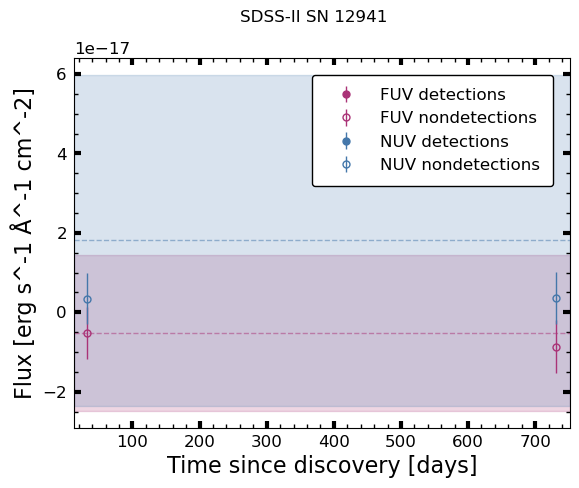 SDSS-II SN 12941
1e−17
6
4
2
0
−2
Flux [erg s^-1 Å^-1 cm^-2]
FUV detections
FUV nondetections
NUV detections
NUV nondetections
100 200 300 400 500 600 700
Time since discovery [days]